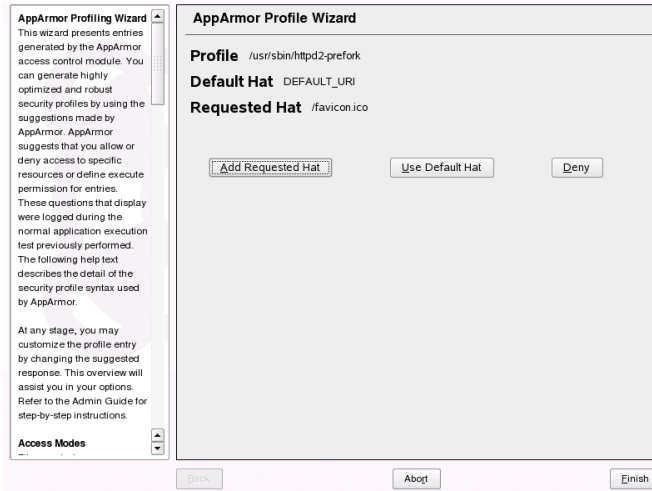 AppArmor Profiling Wizard
This wizard presents entries
generated by the AppArmor
access control module. You
can generate highly
optimized and robust
security profiles by using the
suggestions made by
AppArmor. AppArmor
suggests that you allow or
deny access to specific
resources or define execute
permission for entries.
These questions that display
were logged during the
normal application execution
test previously performed.
The following help text
describes the detail of the
security profile syntax used
by AppArmor.
At any stage, you may
customize the profile entry
by changing the suggested
response. This overview will
assist you in your options.
Refer to the Admin Guide for
step-by-step instructions.
Access Modes
AppArmor Profile Wizard
Profile /usr/sbin/httpd2-prefork
Default Hat DEFAULT_URI
Requested Hat /favicon.ico
Add Requested Hat Use Default Hat Deny
Back Abort Finish